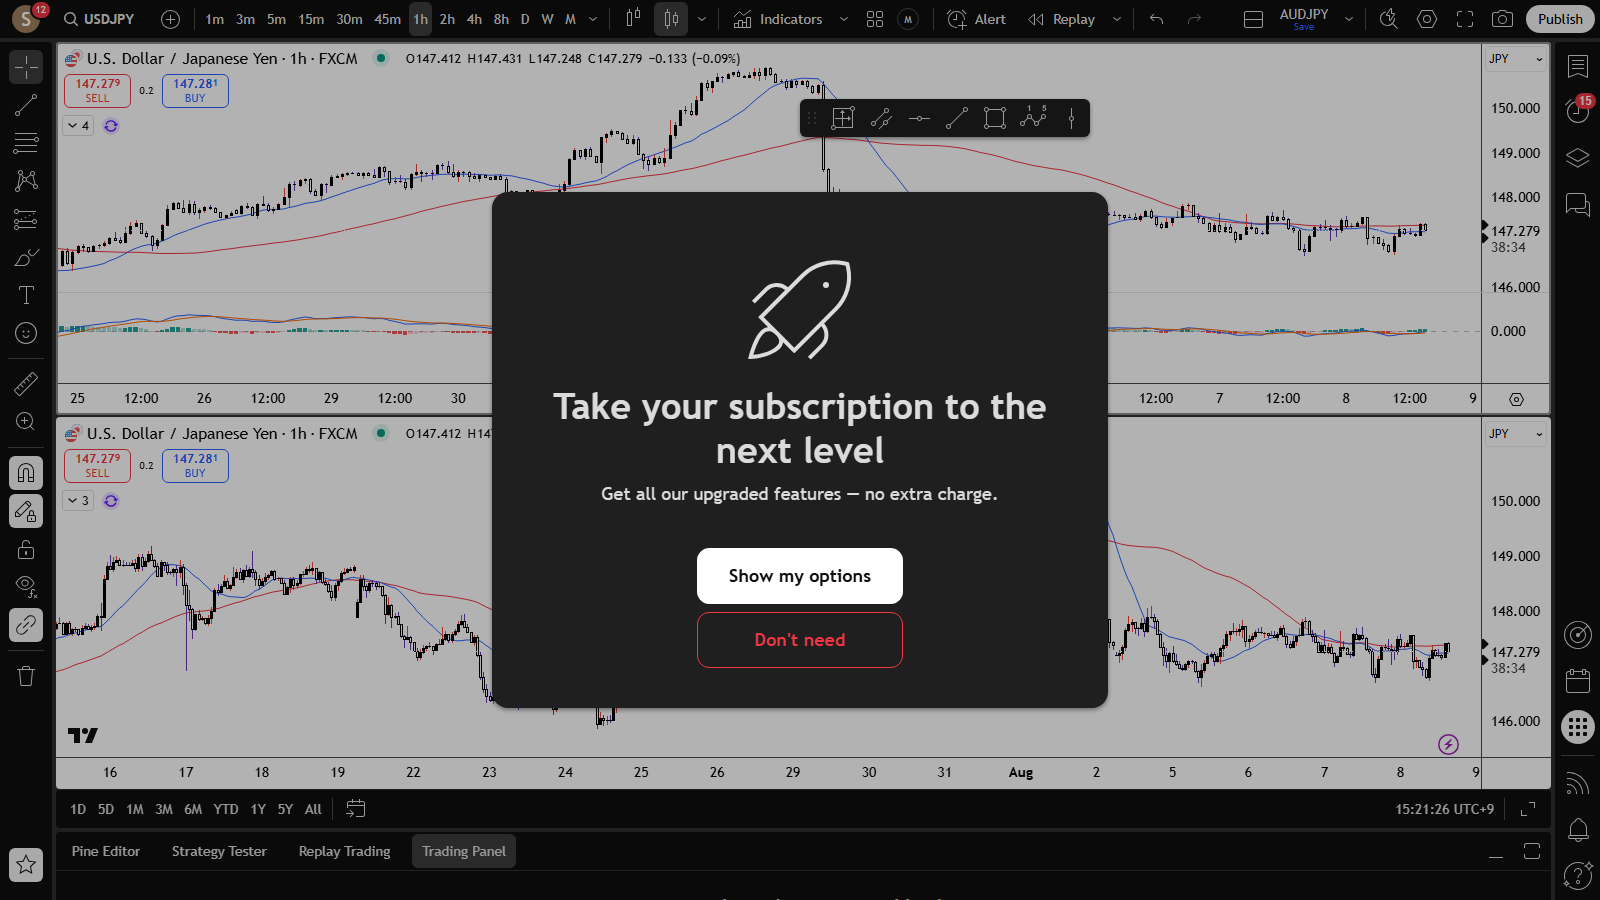 S 12 USDJPY 1m 3m 5m 15m 30m 45m 1h 2h 4h 8h D W M Indicators M Alert Replay AUDJPY Save Publish
U.S. Dollar / Japanese Yen · 1h · FXCM O147.412 H147.431 L147.248 C147.279 −0.133 (−0.09%) JPY
147.279 SELL 0.2 147.281 BUY
15
1 5
4
150.000
149.000
148.000
147.279
38:34
146.000
0.000
25 12:00 26 12:00 29 12:00 30 12:00 7 12:00 8 12:00 9
Take your subscription to the
next level
Get all our upgraded features — no extra charge.
Show my options
Don't need
U.S. Dollar / Japanese Yen · 1h · FXCM O147.412 H147 JPY
147.279 SELL 0.2 147.281 BUY
3
150.000
149.000
148.000
147.279
38:34
146.000
16 17 18 19 22 23 24 25 26 29 30 31 Aug 2 5 6 7 8 9
1D 5D 1M 3M 6M YTD 1Y 5Y All 15:21:26 UTC+9
Pine Editor Strategy Tester Replay Trading Trading Panel